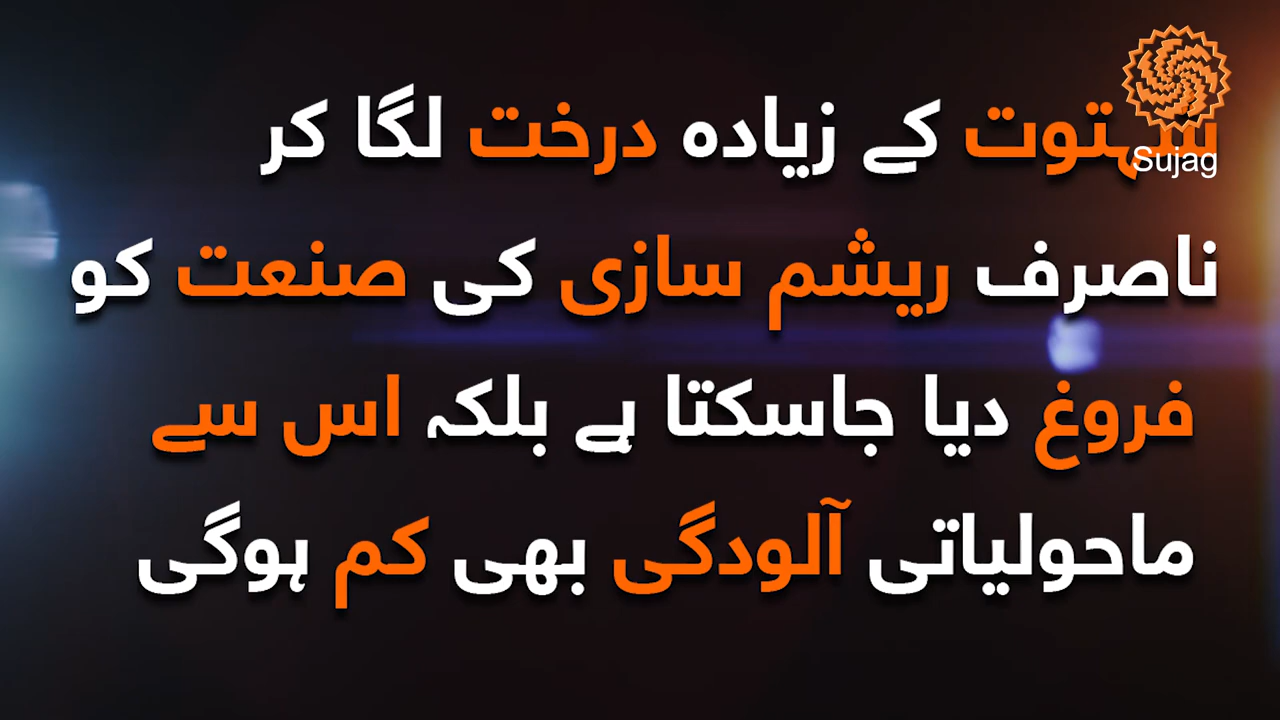 Sujag
شہتوت کے زیادہ درخت لگا کر
ناصرف ریشم سازی کی صنعت کو
فروغ دیا جاسکتا ہے بلکہ اس سے
ماحولیاتی آلودگی بھی کم ہوگی